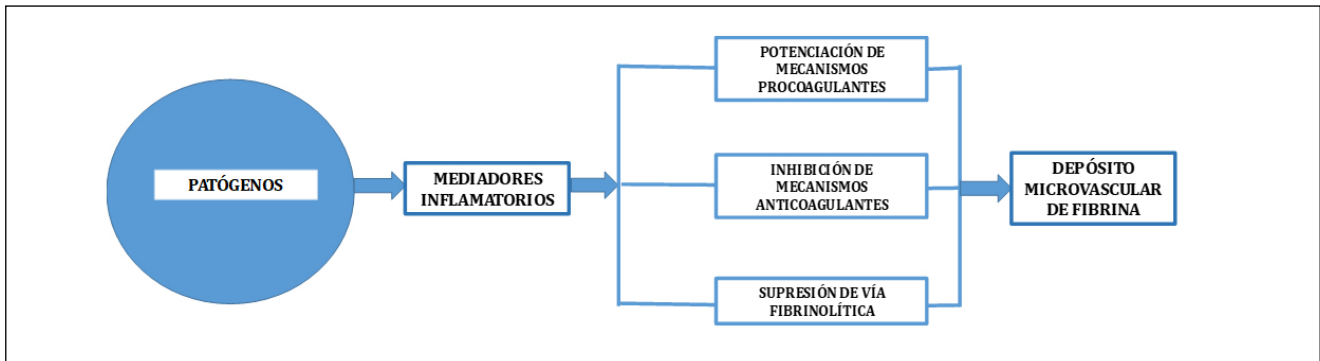 PATÓGENOS
MEDIADORES
INFLAMATORIOS
POTENCIACIÓN DE
MECANISMOS
PROCOAGULANTES
INHIBICIÓN DE
MECANISMOS
ANTICOAGULANTES
SUPRESIÓN DE VÍA
FIBRINOLÍTICA
DEPÓSITO
MICROVASCULAR
DE FIBRINA